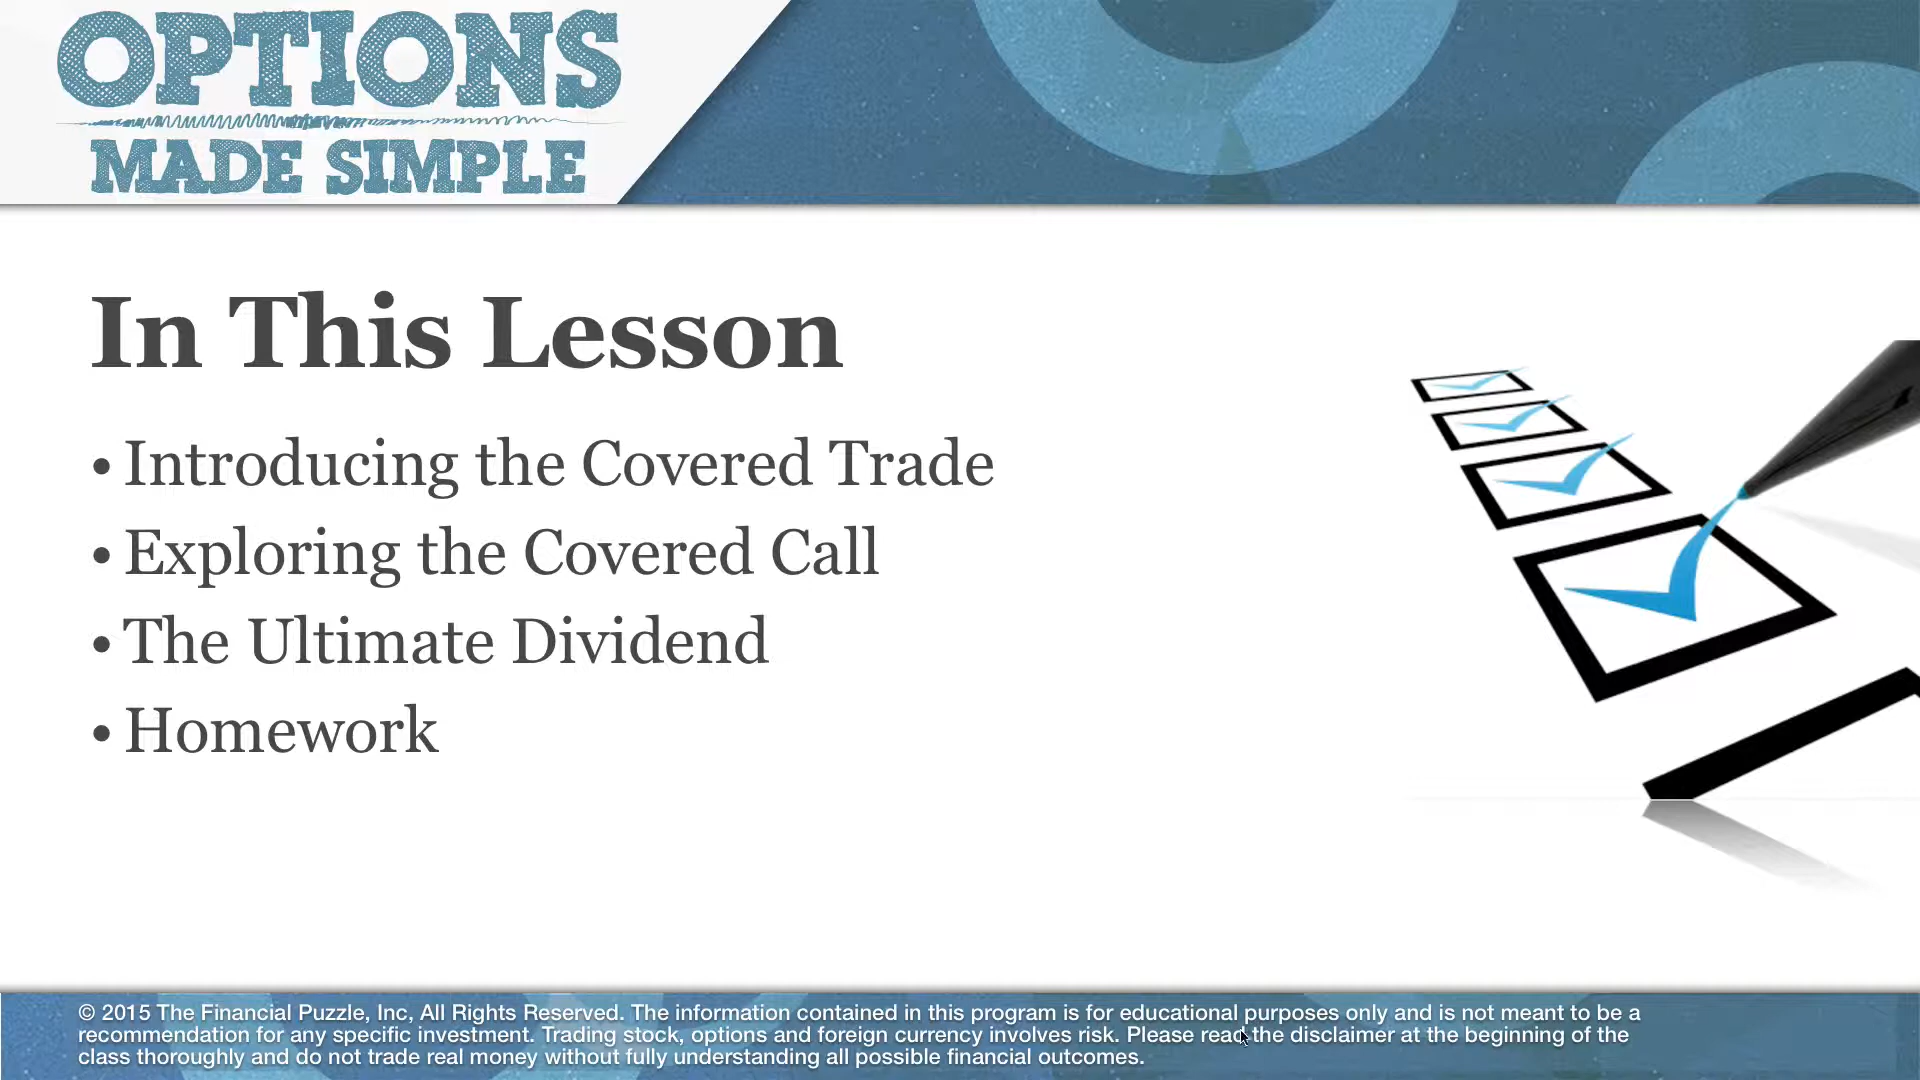 OPTIONS
MADE SIMPLE
In This Lesson
• Introducing the Covered Trade
• Exploring the Covered Call
• The Ultimate Dividend
• Homework
© 2015 The Financial Puzzle, Inc, All Rights Reserved. The information contained in this program is for educational purposes only and is not meant to be a
recommendation for any specific investment. Trading stock, options and foreign currency involves risk. Please read the disclaimer at the beginning of the
class thoroughly and do not trade real money without fully understanding all possible financial outcomes.